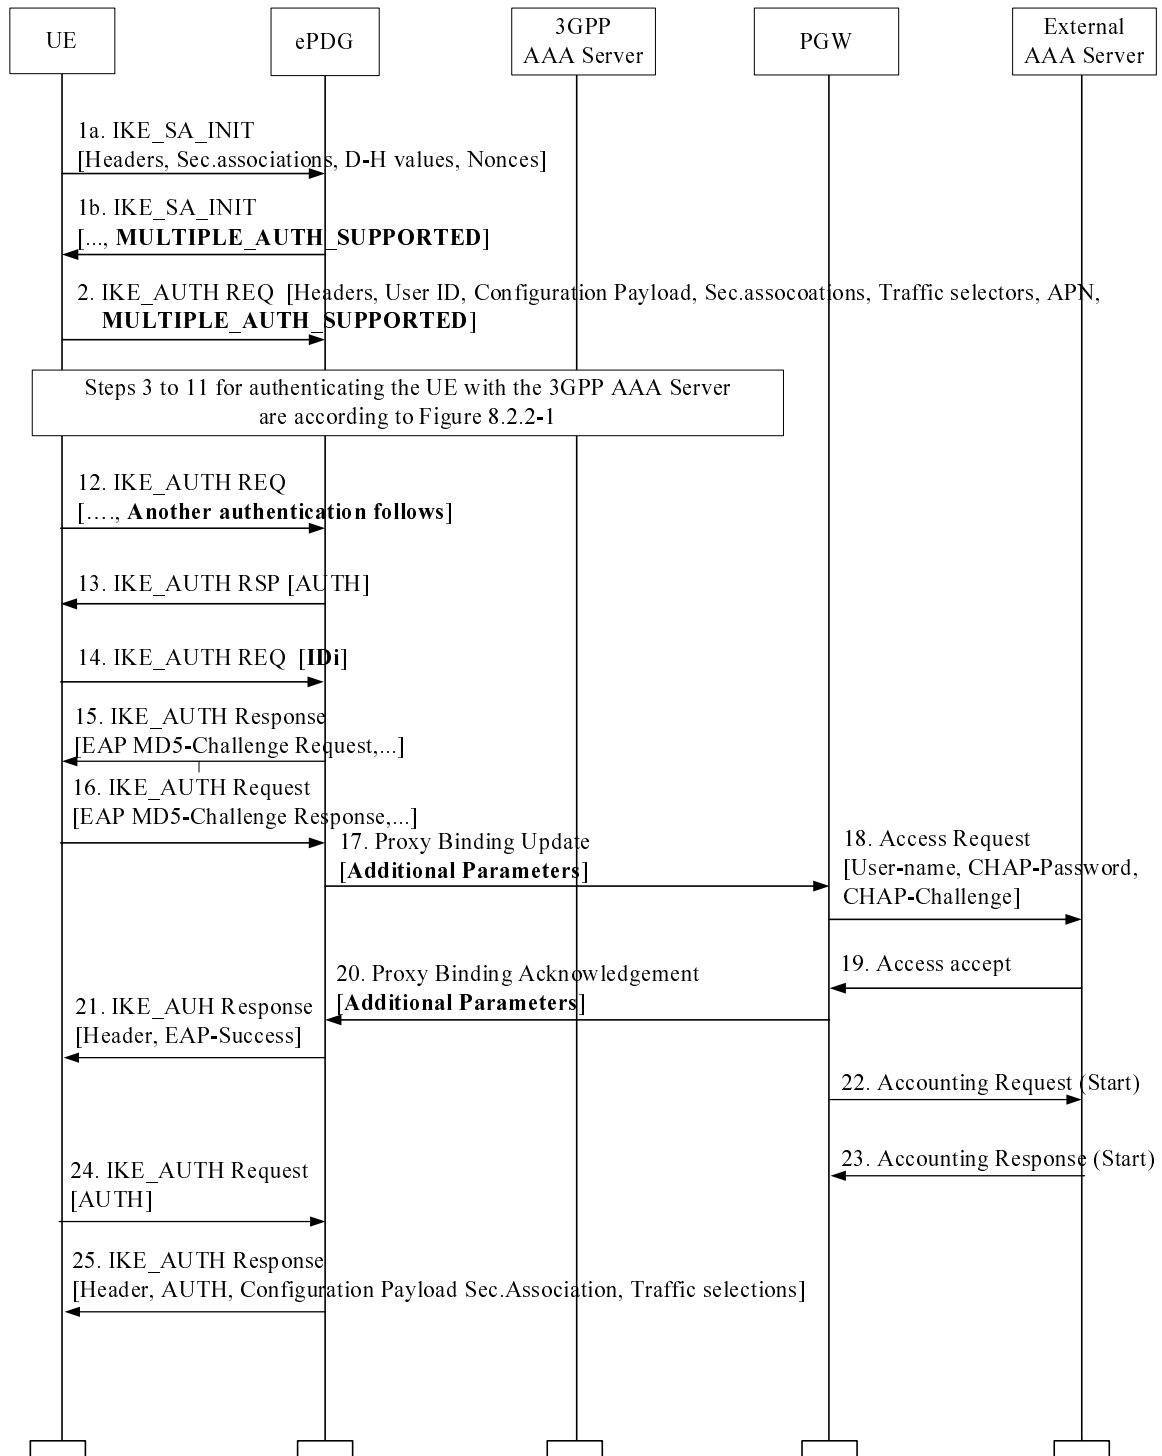 UE
ePDG
3GPP
AAA Server
PGW
External
AAA Server
1a. IKE_SA_INIT
[Headers, Sec.associations, D-H values, Nonces]
1b. IKE_SA_INIT
[..., MULTIPLE_AUTH_SUPPORTED]
2. IKE_AUTH REQ [Headers, User ID, Configuration Payload, Sec.assocoations, Traffic selectors, APN,
MULTIPLE_AUTH_SUPPORTED]
Steps 3 to 11 for authenticating the UE with the 3GPP AAA Server
are according to Figure 8.2.2-1
12. IKE_AUTH REQ
[...., Another authentication follows]
13. IKE_AUTH RSP [AUTH]
14. IKE_AUTH REQ [IDi]
15. IKE_AUTH Response
[EAP MD5-Challenge Request,...]
16. IKE_AUTH Request
[EAP MD5-Challenge Response,...]
17. Proxy Binding Update
[Additional Parameters]
18. Access Request
[User-name, CHAP-Password,
CHAP-Challenge]
19. Access accept
20. Proxy Binding Acknowledgement
[Additional Parameters]
21. IKE_AUH Response
[Header, EAP-Success]
22. Accounting Request (Start)
23. Accounting Response (Start)
24. IKE_AUTH Request
[AUTH]
25. IKE_AUTH Response
[Header, AUTH, Configuration Payload Sec.Association, Traffic selections]